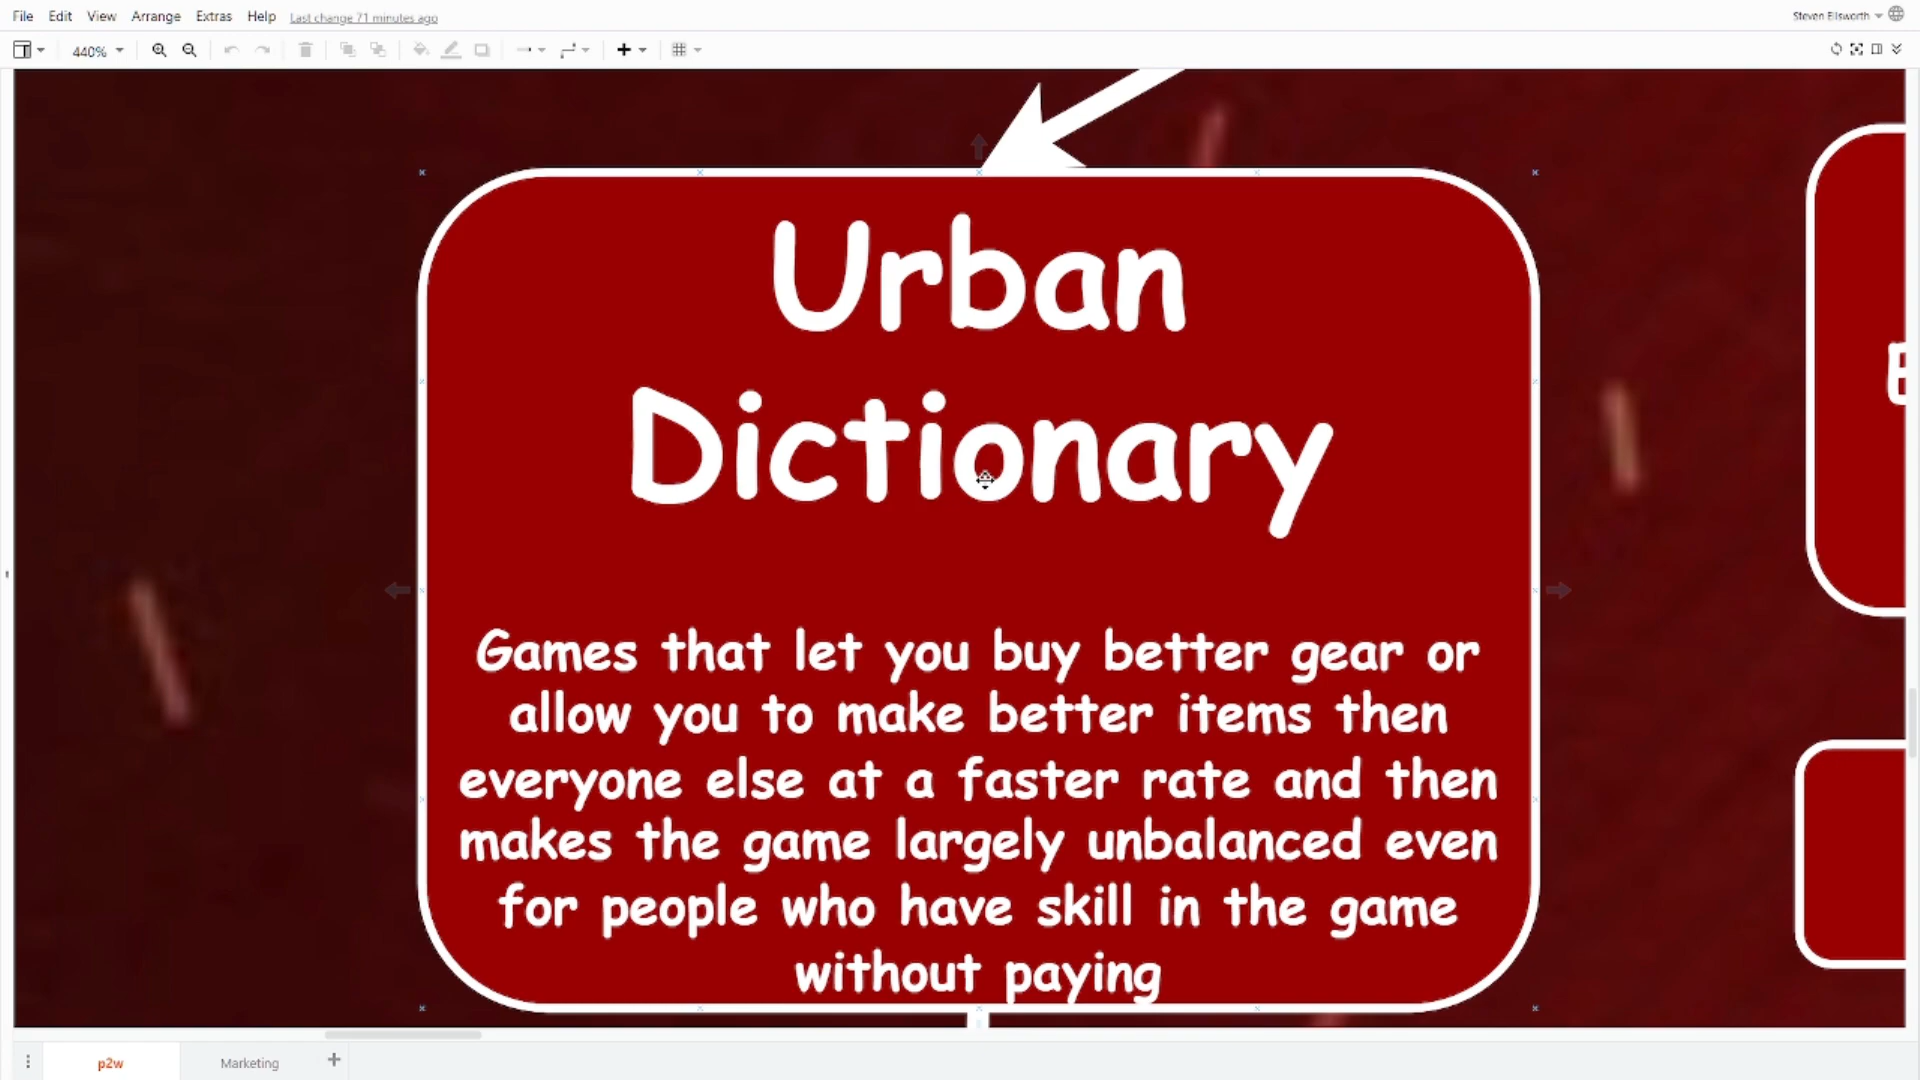 File Edit View Arrange Extras Help Last change 71 minutes ago
Steven Ellsworth
440%
Urban
Dictionary
Games that let you buy better gear or
allow you to make better items then
everyone else at a faster rate and then
makes the game largely unbalanced even
for people who have skill in the game
without paying
p2w Marketing